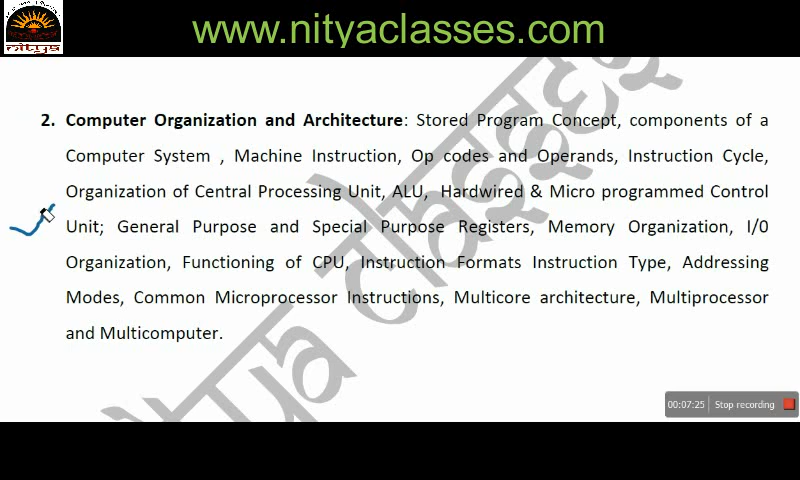 www.nityaclasses.com
nitya
2. Computer Organization and Architecture: Stored Program Concept, components of a
Computer System , Machine Instruction, Op codes and Operands, Instruction Cycle,
Organization of Central Processing Unit, ALU, Hardwired & Micro programmed Control
Unit; General Purpose and Special Purpose Registers, Memory Organization, I/0
Organization, Functioning of CPU, Instruction Formats Instruction Type, Addressing
Modes, Common Microprocessor Instructions, Multicore architecture, Multiprocessor
and Multicomputer.
00:07:25 Stop recording